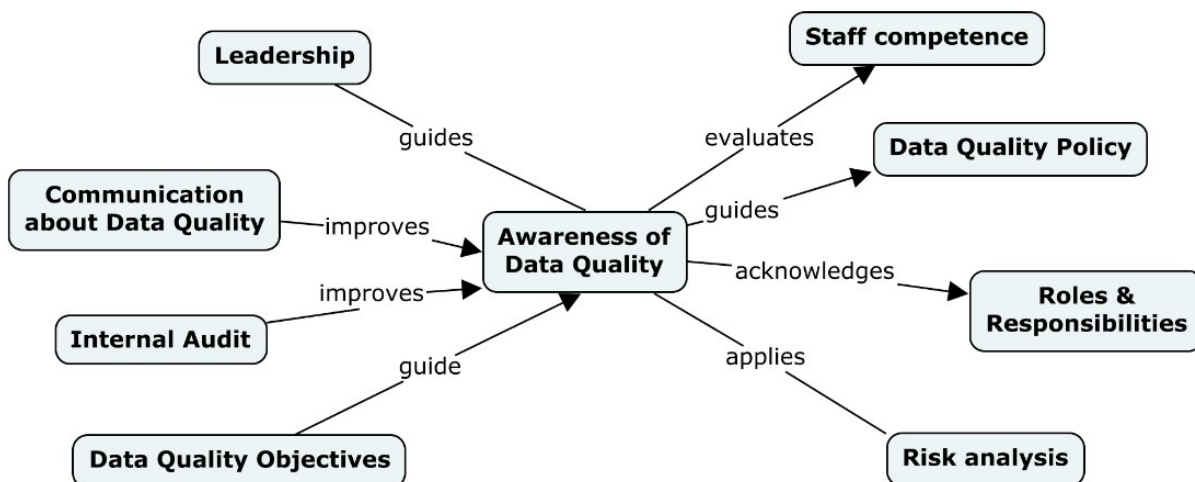 Leadership
guides
Communication
about Data Quality
improves
improves
Internal Audit
guide
Data Quality Objectives
Awareness of
Data Quality
Staff competence
evaluates
Data Quality Policy
guides
acknowledges
Roles &
Responsibilities
applies
Risk analysis